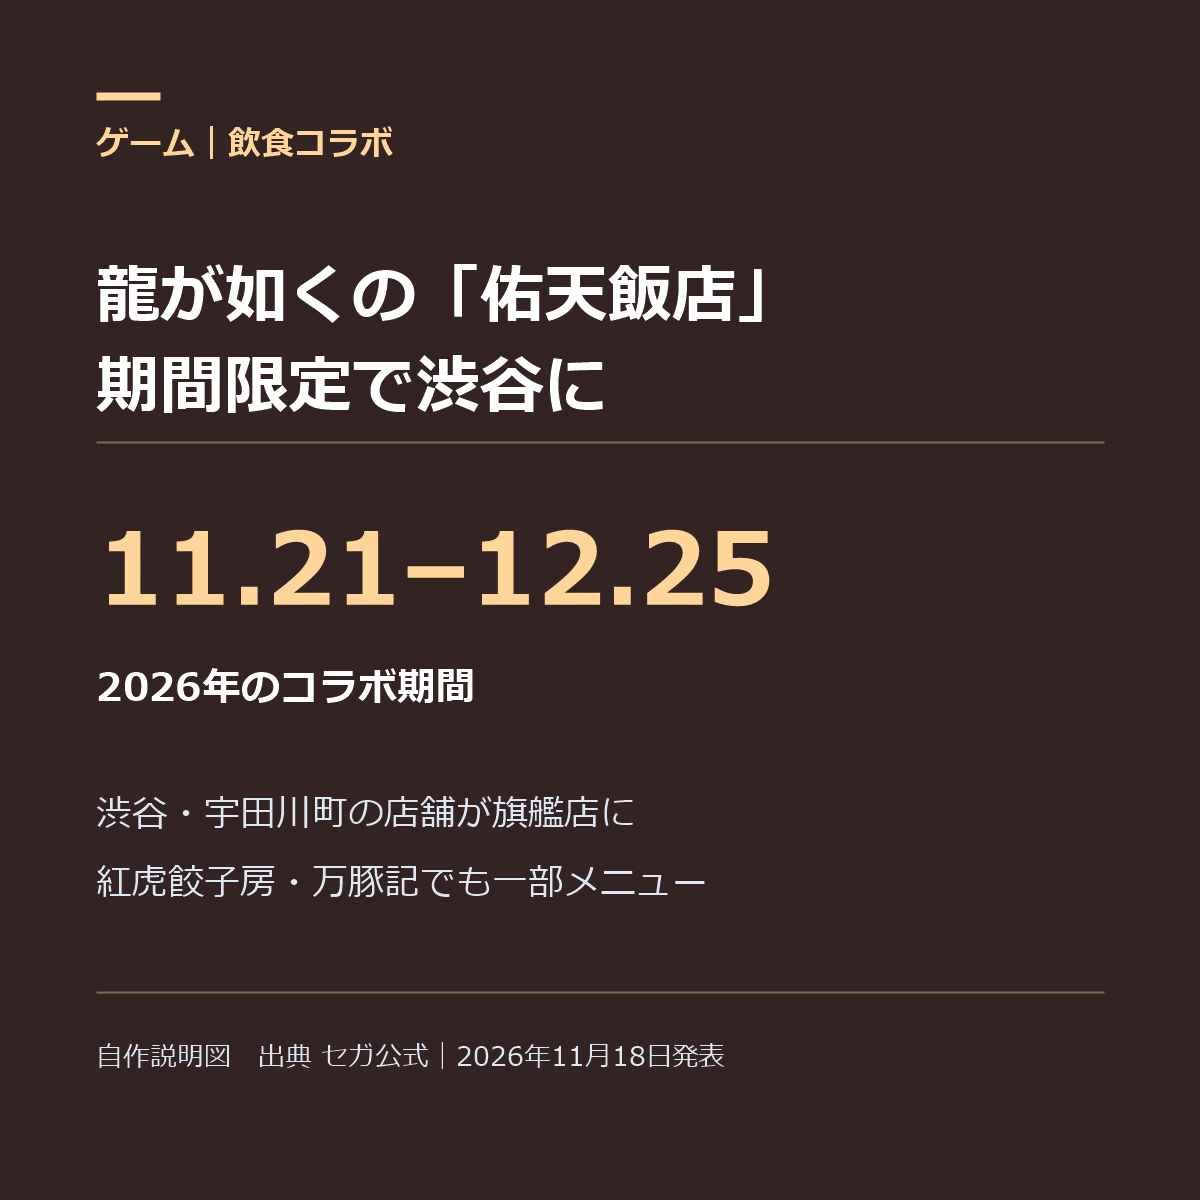 ゲーム｜飲食コラボ
龍が如くの「佑天飯店」
期間限定で渋谷に
11.21–12.25
2026年のコラボ期間
渋谷・宇田川町の店舗が旗艦店に
紅虎餃子房・万豚記でも一部メニュー
自作説明図　出典 セガ公式｜2026年11月18日発表